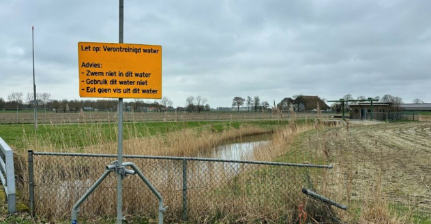 Let op: Verontreinigd water
Advies:
- Zwem niet in dit water
- Gebruik dit water niet
- Eet geen vis uit dit water